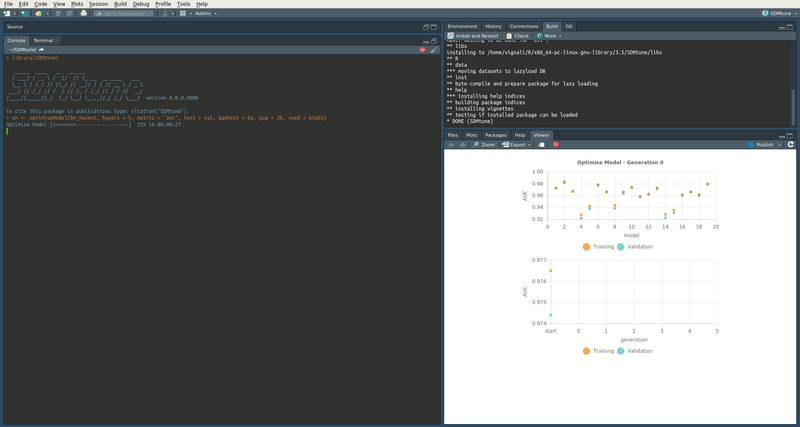 File Edit Code View Plots Session Build Debug Profile Tools Help
Go to file/function
Addins
SDMtune
Source
Console Terminal
~/SDMtune/
> library(SDMtune)
version 0.0.0.9000
To cite this package in publications type: citation("SDMtune").
> om <- optimiseModel(bm_maxent, hypers = h, metric = "auc", test = val, bg4test = bg, pop = 20, seed = 65465)
Optimise Model [========--------------------] 31% in 00:00:27
Environment History Connections Build Git
Install and Restart Check More
** libs
installing to /home/vignali/R/x86_64-pc-linux-gnu-library/3.5/SDMtune/libs
** R
** data
*** moving datasets to lazyload DB
** inst
** byte-compile and prepare package for lazy loading
** help
*** installing help indices
** building package indices
** installing vignettes
** testing if installed package can be loaded
* DONE (SDMtune)
Files Plots Packages Help Viewer
Zoom Export Publish
Optimise Model - Generation 0
1.00
0.98
0.96
0.94
0.92
AUC
0 2 4 6 8 10 12 14 16 18 20
model
Training Validation
0.977
0.976
0.975
0.974
AUC
start 0 1 2 3 4 5
generation
Training Validation